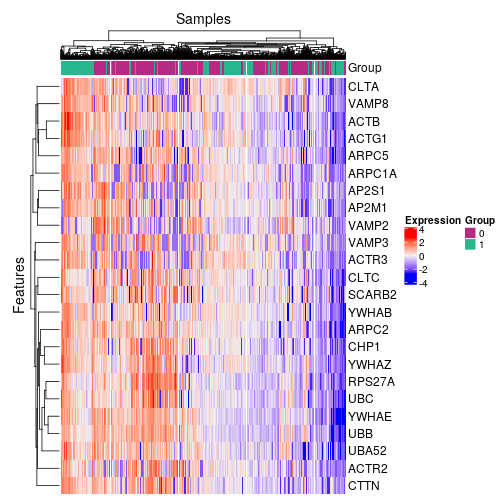 Samples
Group
CLTA
VAMP8
ACTB
ACTG1
ARPC5
ARPC1A
AP2S1
AP2M1
VAMP2
VAMP3
ACTR3
CLTC
SCARB2
YWHAB
ARPC2
CHP1
YWHAZ
RPS27A
UBC
YWHAE
UBB
UBA52
ACTR2
CTTN
Features
Expression Group
4 0
2 1
0
-2
-4